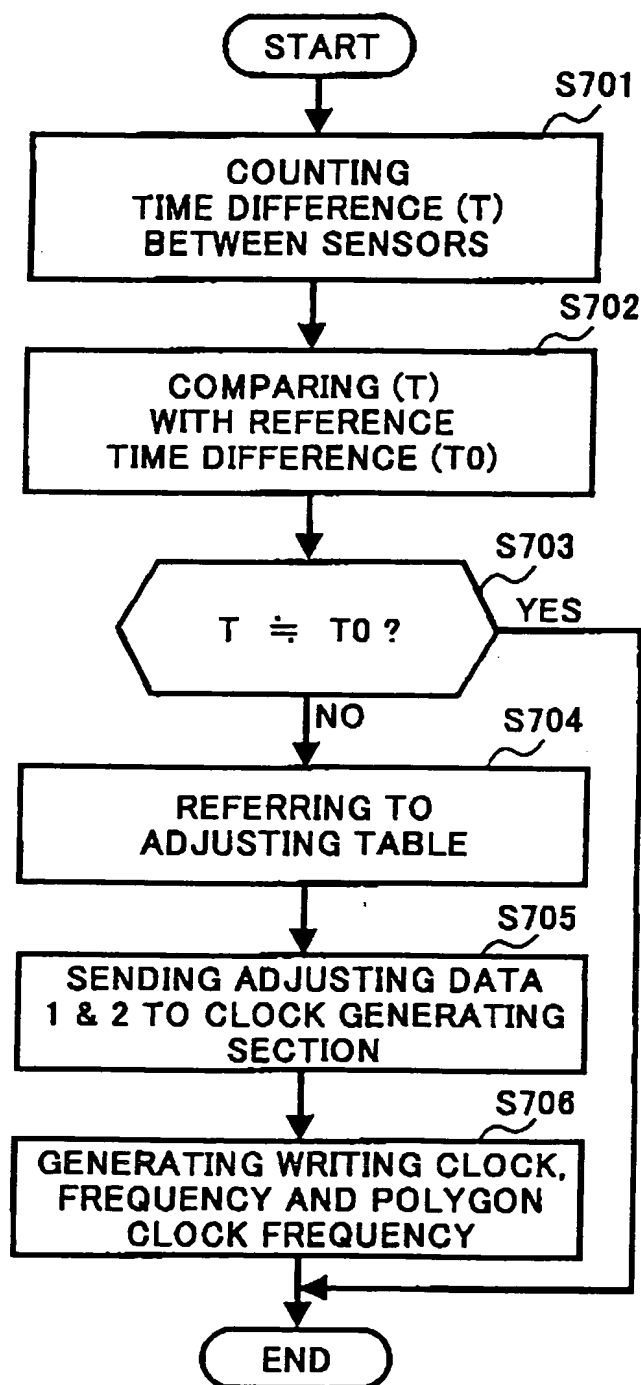 START
S701
COUNTING
TIME DIFFERENCE (T)
BETWEEN SENSORS
S702
COMPARING (T)
WITH REFERENCE
TIME DIFFERENCE (T0)
S703
T ≒ T0 ?
YES
NO
S704
REFERRING TO
ADJUSTING TABLE
S705
SENDING ADJUSTING DATA
1 & 2 TO CLOCK GENERATING
SECTION
S706
GENERATING WRITING CLOCK,
FREQUENCY AND POLYGON
CLOCK FREQUENCY
END